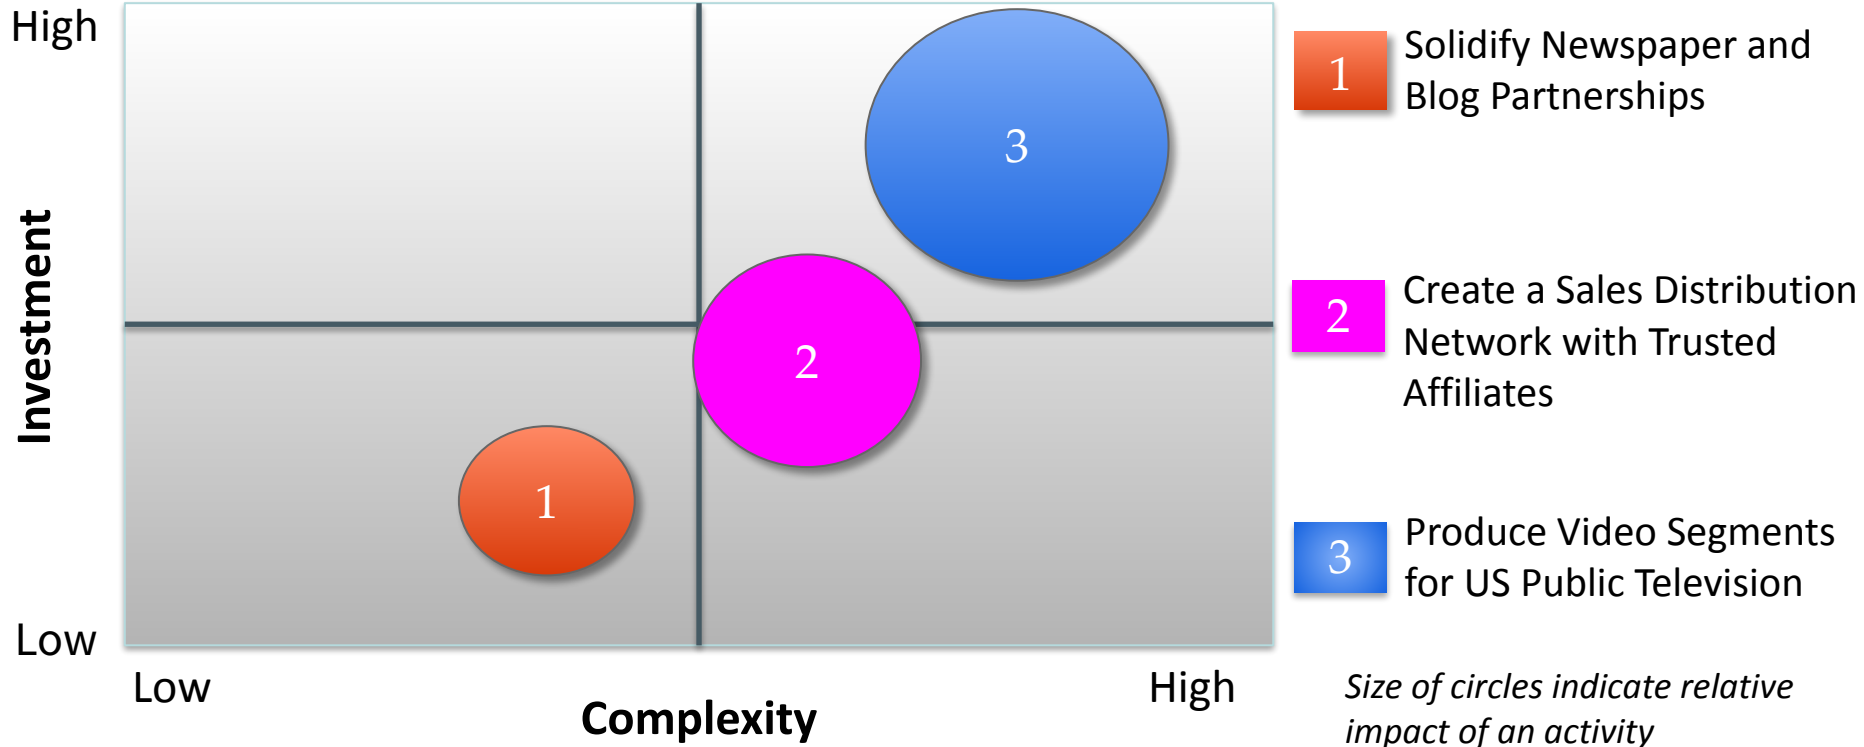 High
Investment
Low
Low
Complexity
High
1
2
3
1
Solidify Newspaper and
Blog Partnerships
2
Create a Sales Distribution
Network with Trusted
Affiliates
3
Produce Video Segments
for US Public Television
Size of circles indicate relative
impact of an activity